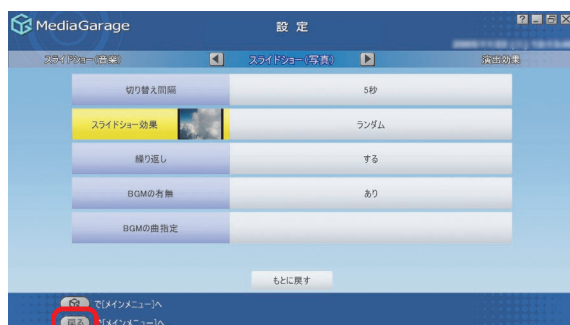 MediaGarage
設 定
スライドショー(音楽)
スライドショー(写真)
演出効果
切り替え間隔
5秒
スライドショー効果
ランダム
繰り返し
する
BGMの有無
あり
BGMの曲指定
もとに戻す
で[メインメニュー]へ
戻る で[メインメニュー]へ